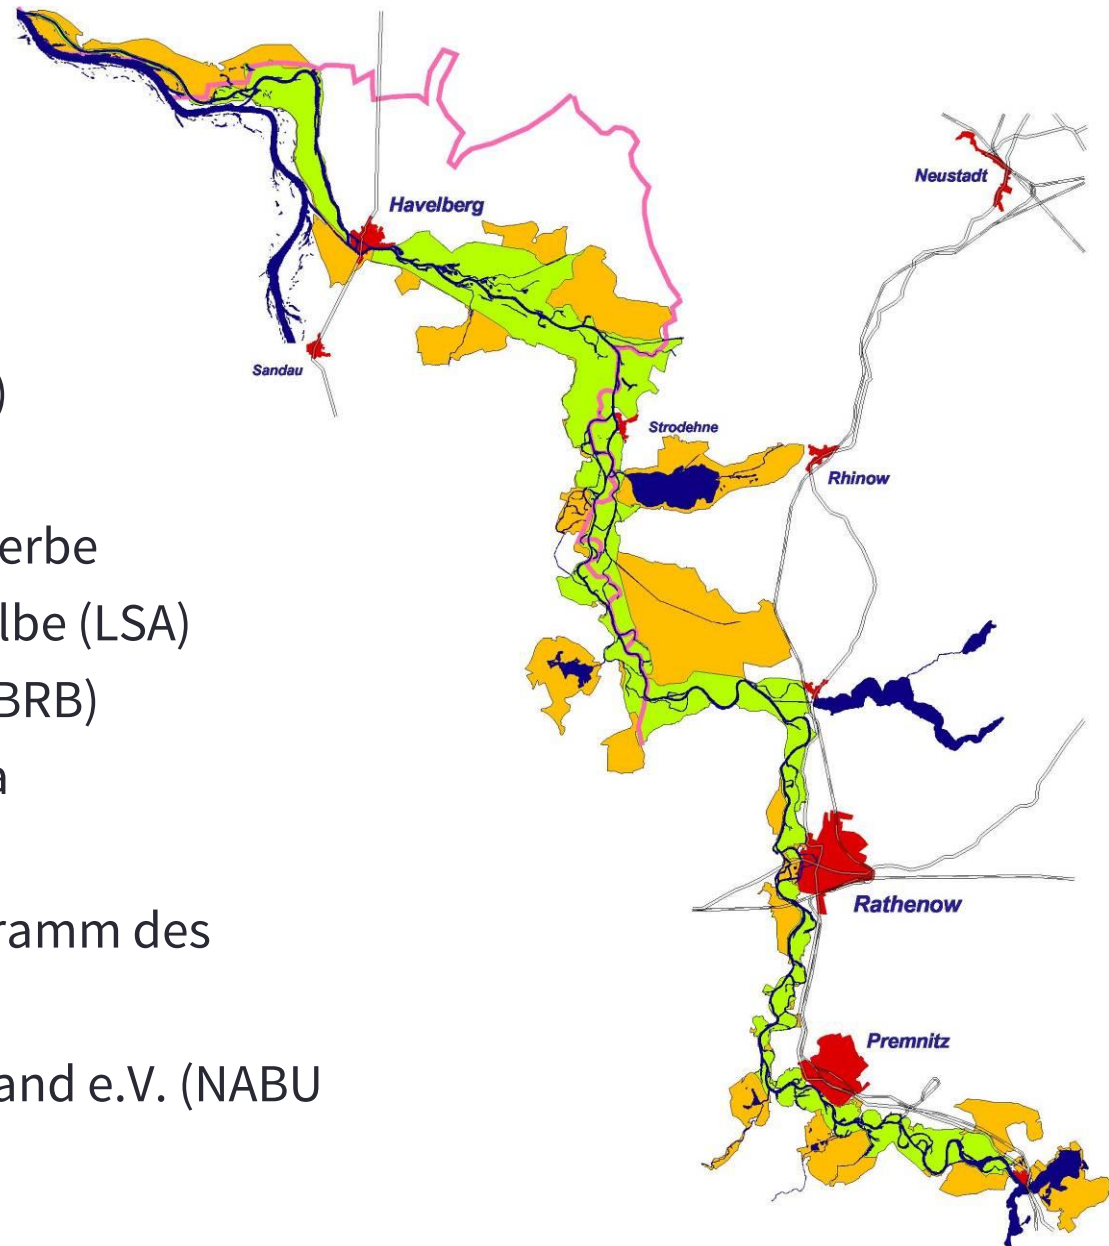 Neustadt
Havelberg
Sandau
)
Strodehne
Rhinow
erbe
lbe (LSA)
BRB)
a
Rathenow
ramm des
Premnitz
and e.V. (NABU